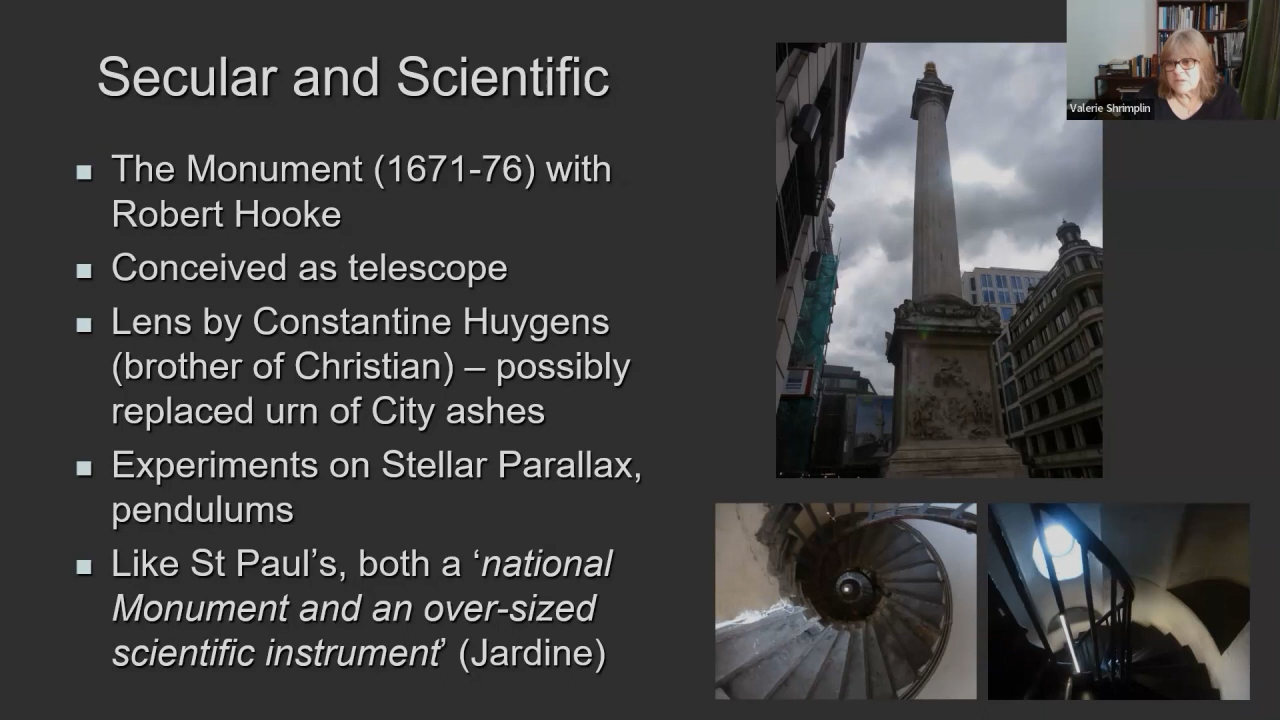 Secular and Scientific
The Monument (1671-76) with
Robert Hooke
Conceived as telescope
Lens by Constantine Huygens
(brother of Christian) – possibly
replaced urn of City ashes
Experiments on Stellar Parallax,
pendulums
Like St Paul’s, both a ‘national
Monument and an over-sized
scientific instrument’ (Jardine)
Valerie Shrimplin